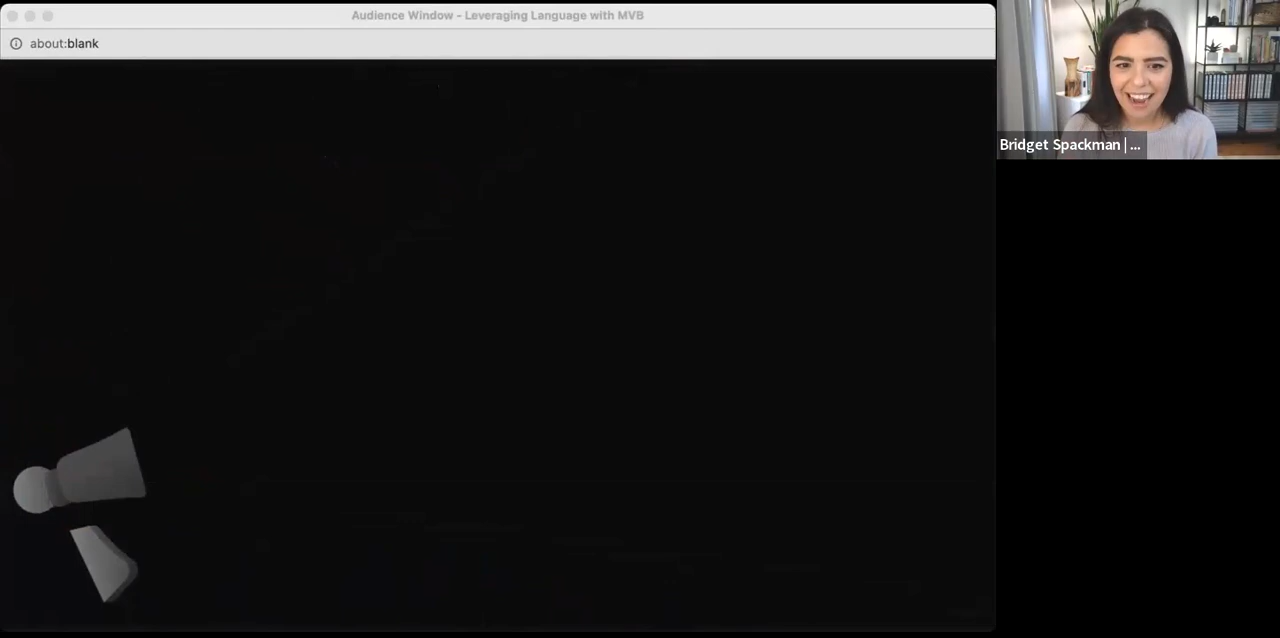 Audience Window - Leveraging Language with MVB
about:blank
Bridget Spackman | ...